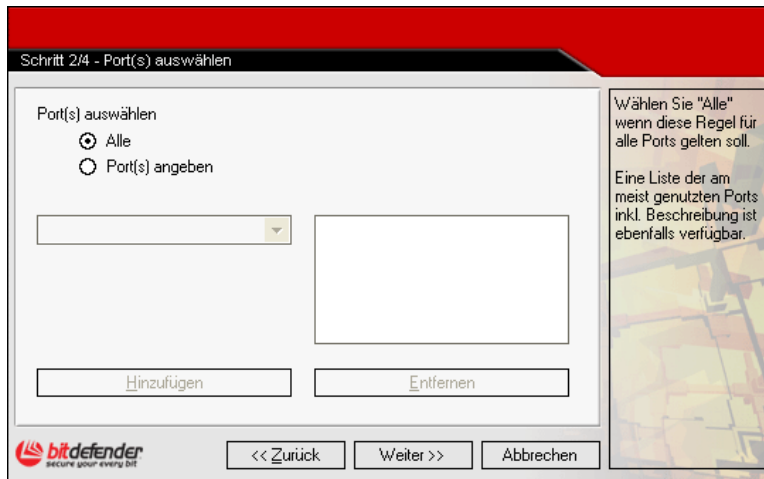 Schritt 2/4 - Port(s) auswählen
Port(s) auswählen
Alle
Port(s) angeben
Hinzufügen
Entfernen
Wählen Sie "Alle"
wenn diese Regel für
alle Ports gelten soll.
Eine Liste der am
meist genutzten Ports
inkl. Beschreibung ist
ebenfalls verfügbar.
bitdefender
secure your every bit
<< Zurück
Weiter >>
Abbrechen